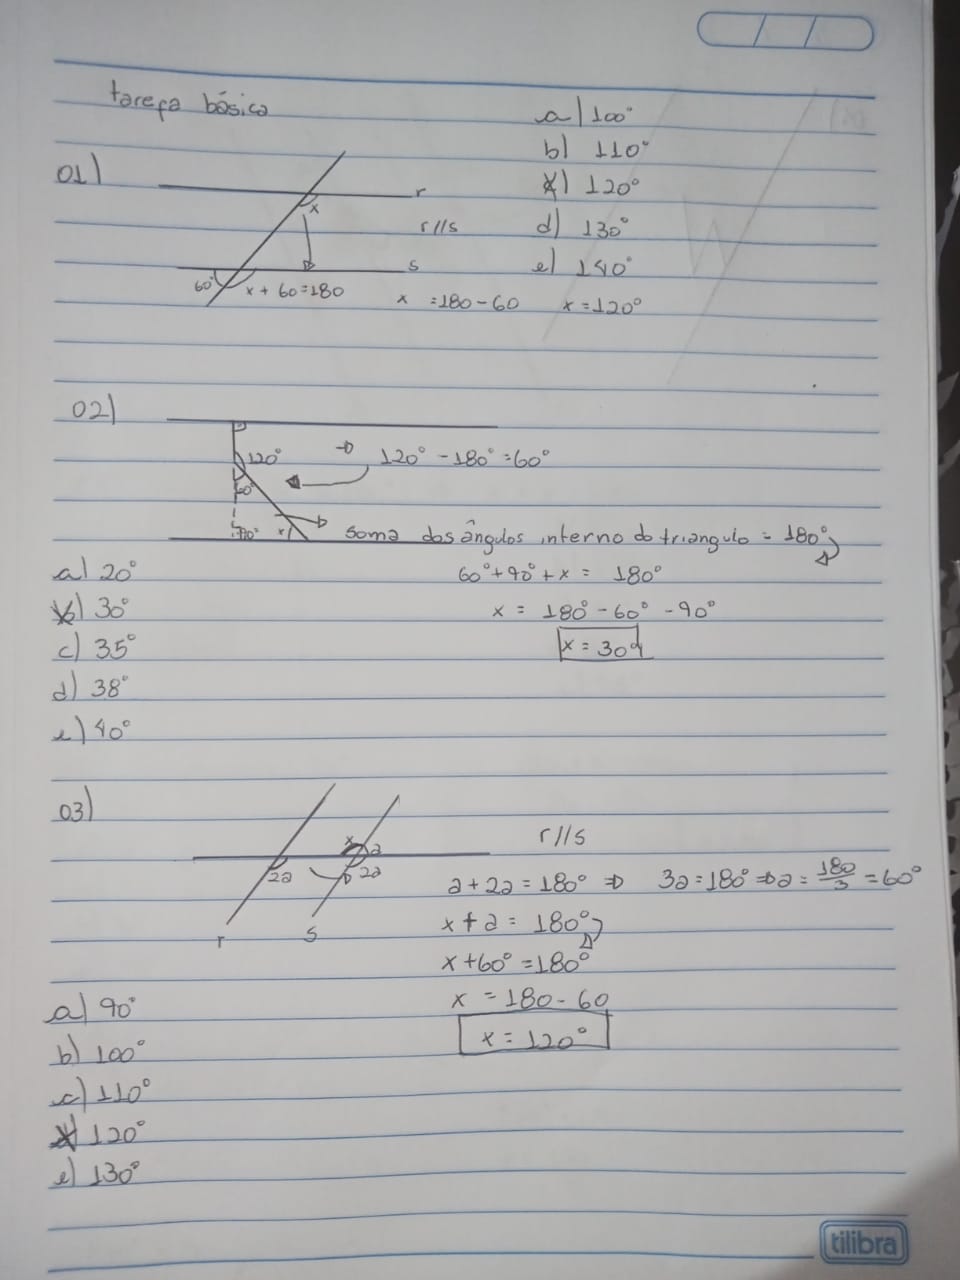 tarefa básica
a) 100°
b) 110°
x) 120°
d) 130°
e) 140°
01)
r
x
r//s
s
60°
x + 60 = 180
x = 180 - 60
x = 120°
02)
120°
120° - 180° = 60°
60°
90°
x
soma dos ângulos interno do triangulo = 180°
60° + 90° + x = 180°
x = 180° - 60° - 90°
x = 30°
a) 20°
b) 30°
c) 35°
d) 38°
e) 40°
03)
x
a
2a
2a
r
s
r//s
a + 2a = 180° ⇒ 3a = 180° ⇒ a = 180/3 = 60°
x + a = 180°
x + 60° = 180°
x = 180 - 60
x = 120°
a) 90°
b) 100°
c) 110°
x) 120°
e) 130°
tilibra